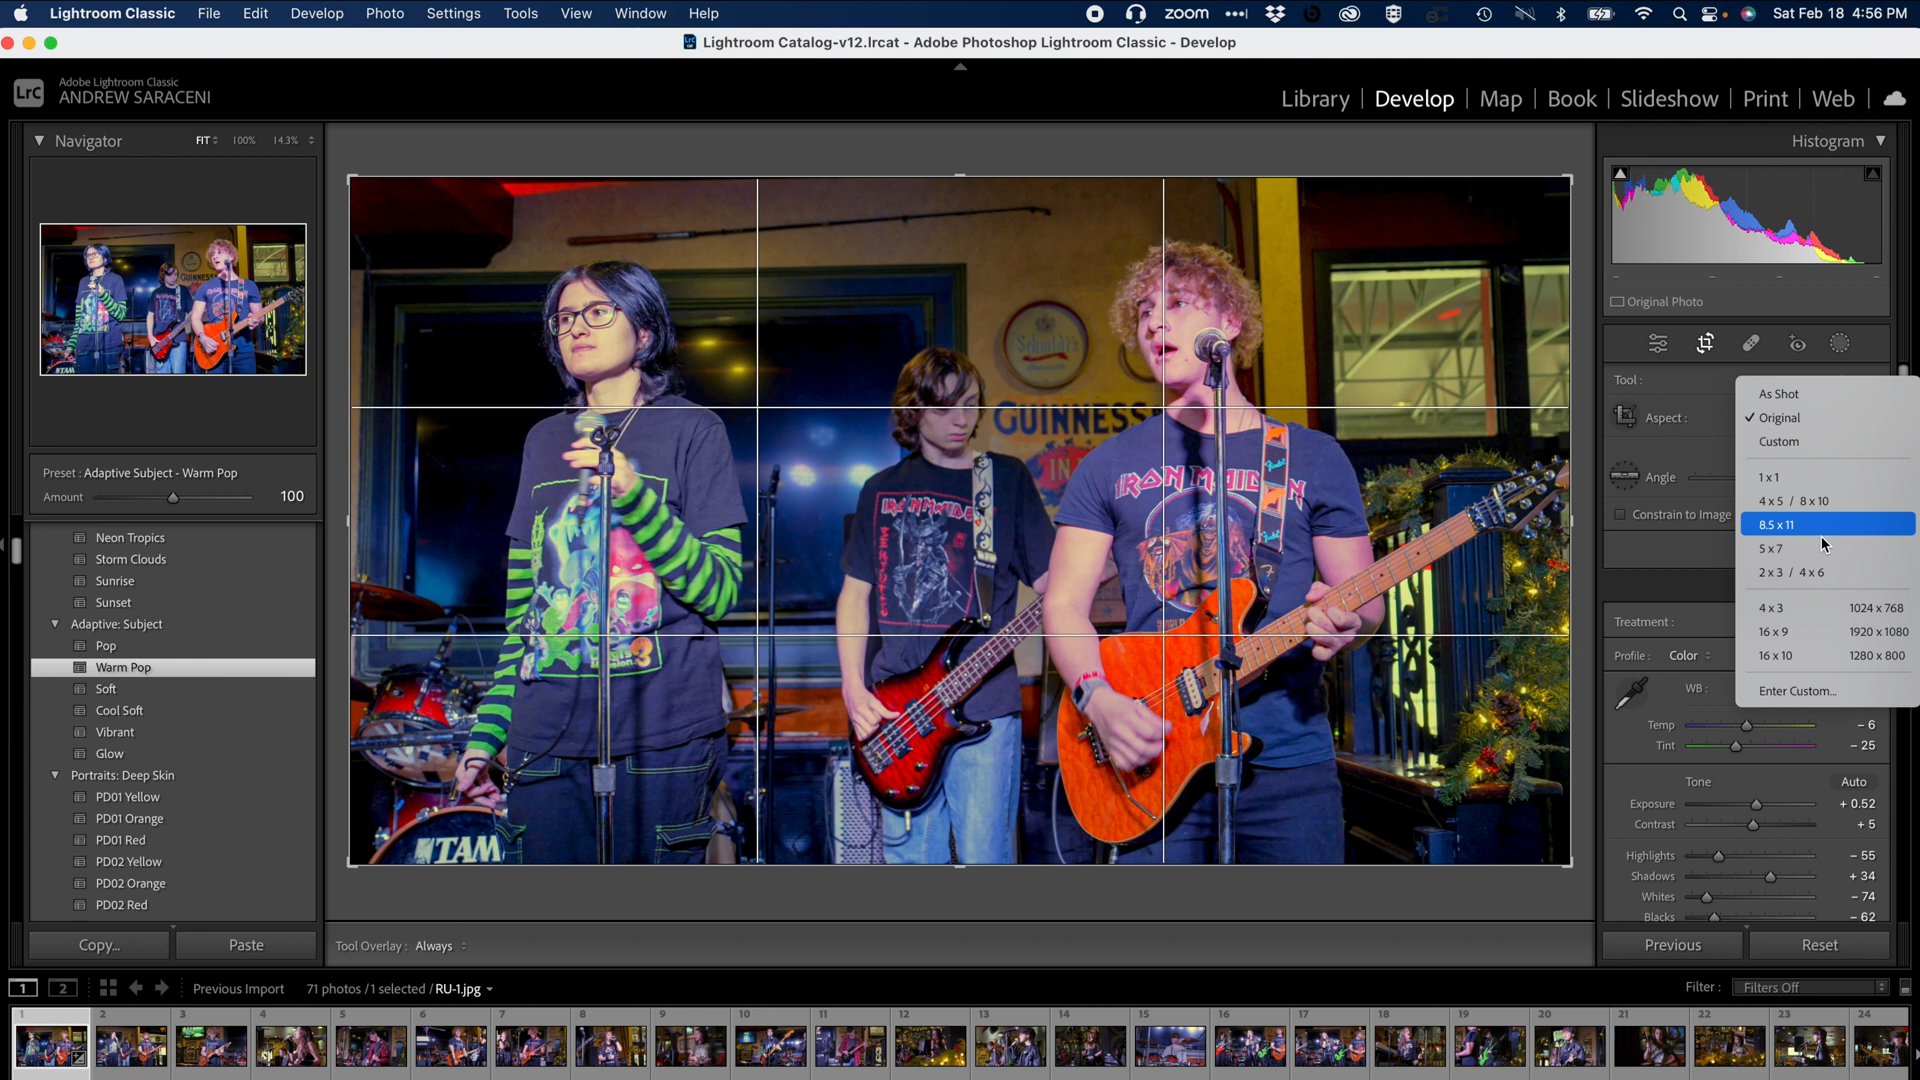 Lightroom Classic File Edit Develop Photo Settings Tools View Window Help zoom Sat Feb 18 4:56 PM
Lightroom Catalog-v12.lrcat - Adobe Photoshop Lightroom Classic - Develop
LrC Adobe Lightroom Classic
ANDREW SARACENI
Library | Develop | Map | Book | Slideshow | Print | Web
Navigator FIT 100% 14.3%
Preset : Adaptive Subject - Warm Pop
Amount 100
Neon Tropics
Storm Clouds
Sunrise
Sunset
Adaptive: Subject
Pop
Warm Pop
Soft
Cool Soft
Vibrant
Glow
Portraits: Deep Skin
PD01 Yellow
PD01 Orange
PD01 Red
PD02 Yellow
PD02 Orange
PD02 Red
Copy... Paste
Schmidt's
GUINNESS
IN
IRON MAIDEN
IRON MAIDEN
Fender
TAMA
Tool Overlay : Always
Histogram
Original Photo
Tool :
Aspect :
Angle
Constrain to Image
As Shot
✓ Original
Custom
1 x 1
4 x 5 / 8 x 10
8.5 x 11
5 x 7
2 x 3 / 4 x 6
4 x 3 1024 x 768
16 x 9 1920 x 1080
16 x 10 1280 x 800
Enter Custom...
Treatment :
Profile : Color
WB :
Temp - 6
Tint - 25
Tone Auto
Exposure + 0.52
Contrast + 5
Highlights - 55
Shadows + 34
Whites - 74
Blacks - 62
Previous Reset
1 2 Previous Import 71 photos / 1 selected / RU-1.jpg Filter : Filters Off
1 2 3 4 5 6 7 8 9 10 11 12 13 14 15 16 17 18 19 20 21 22 23 24